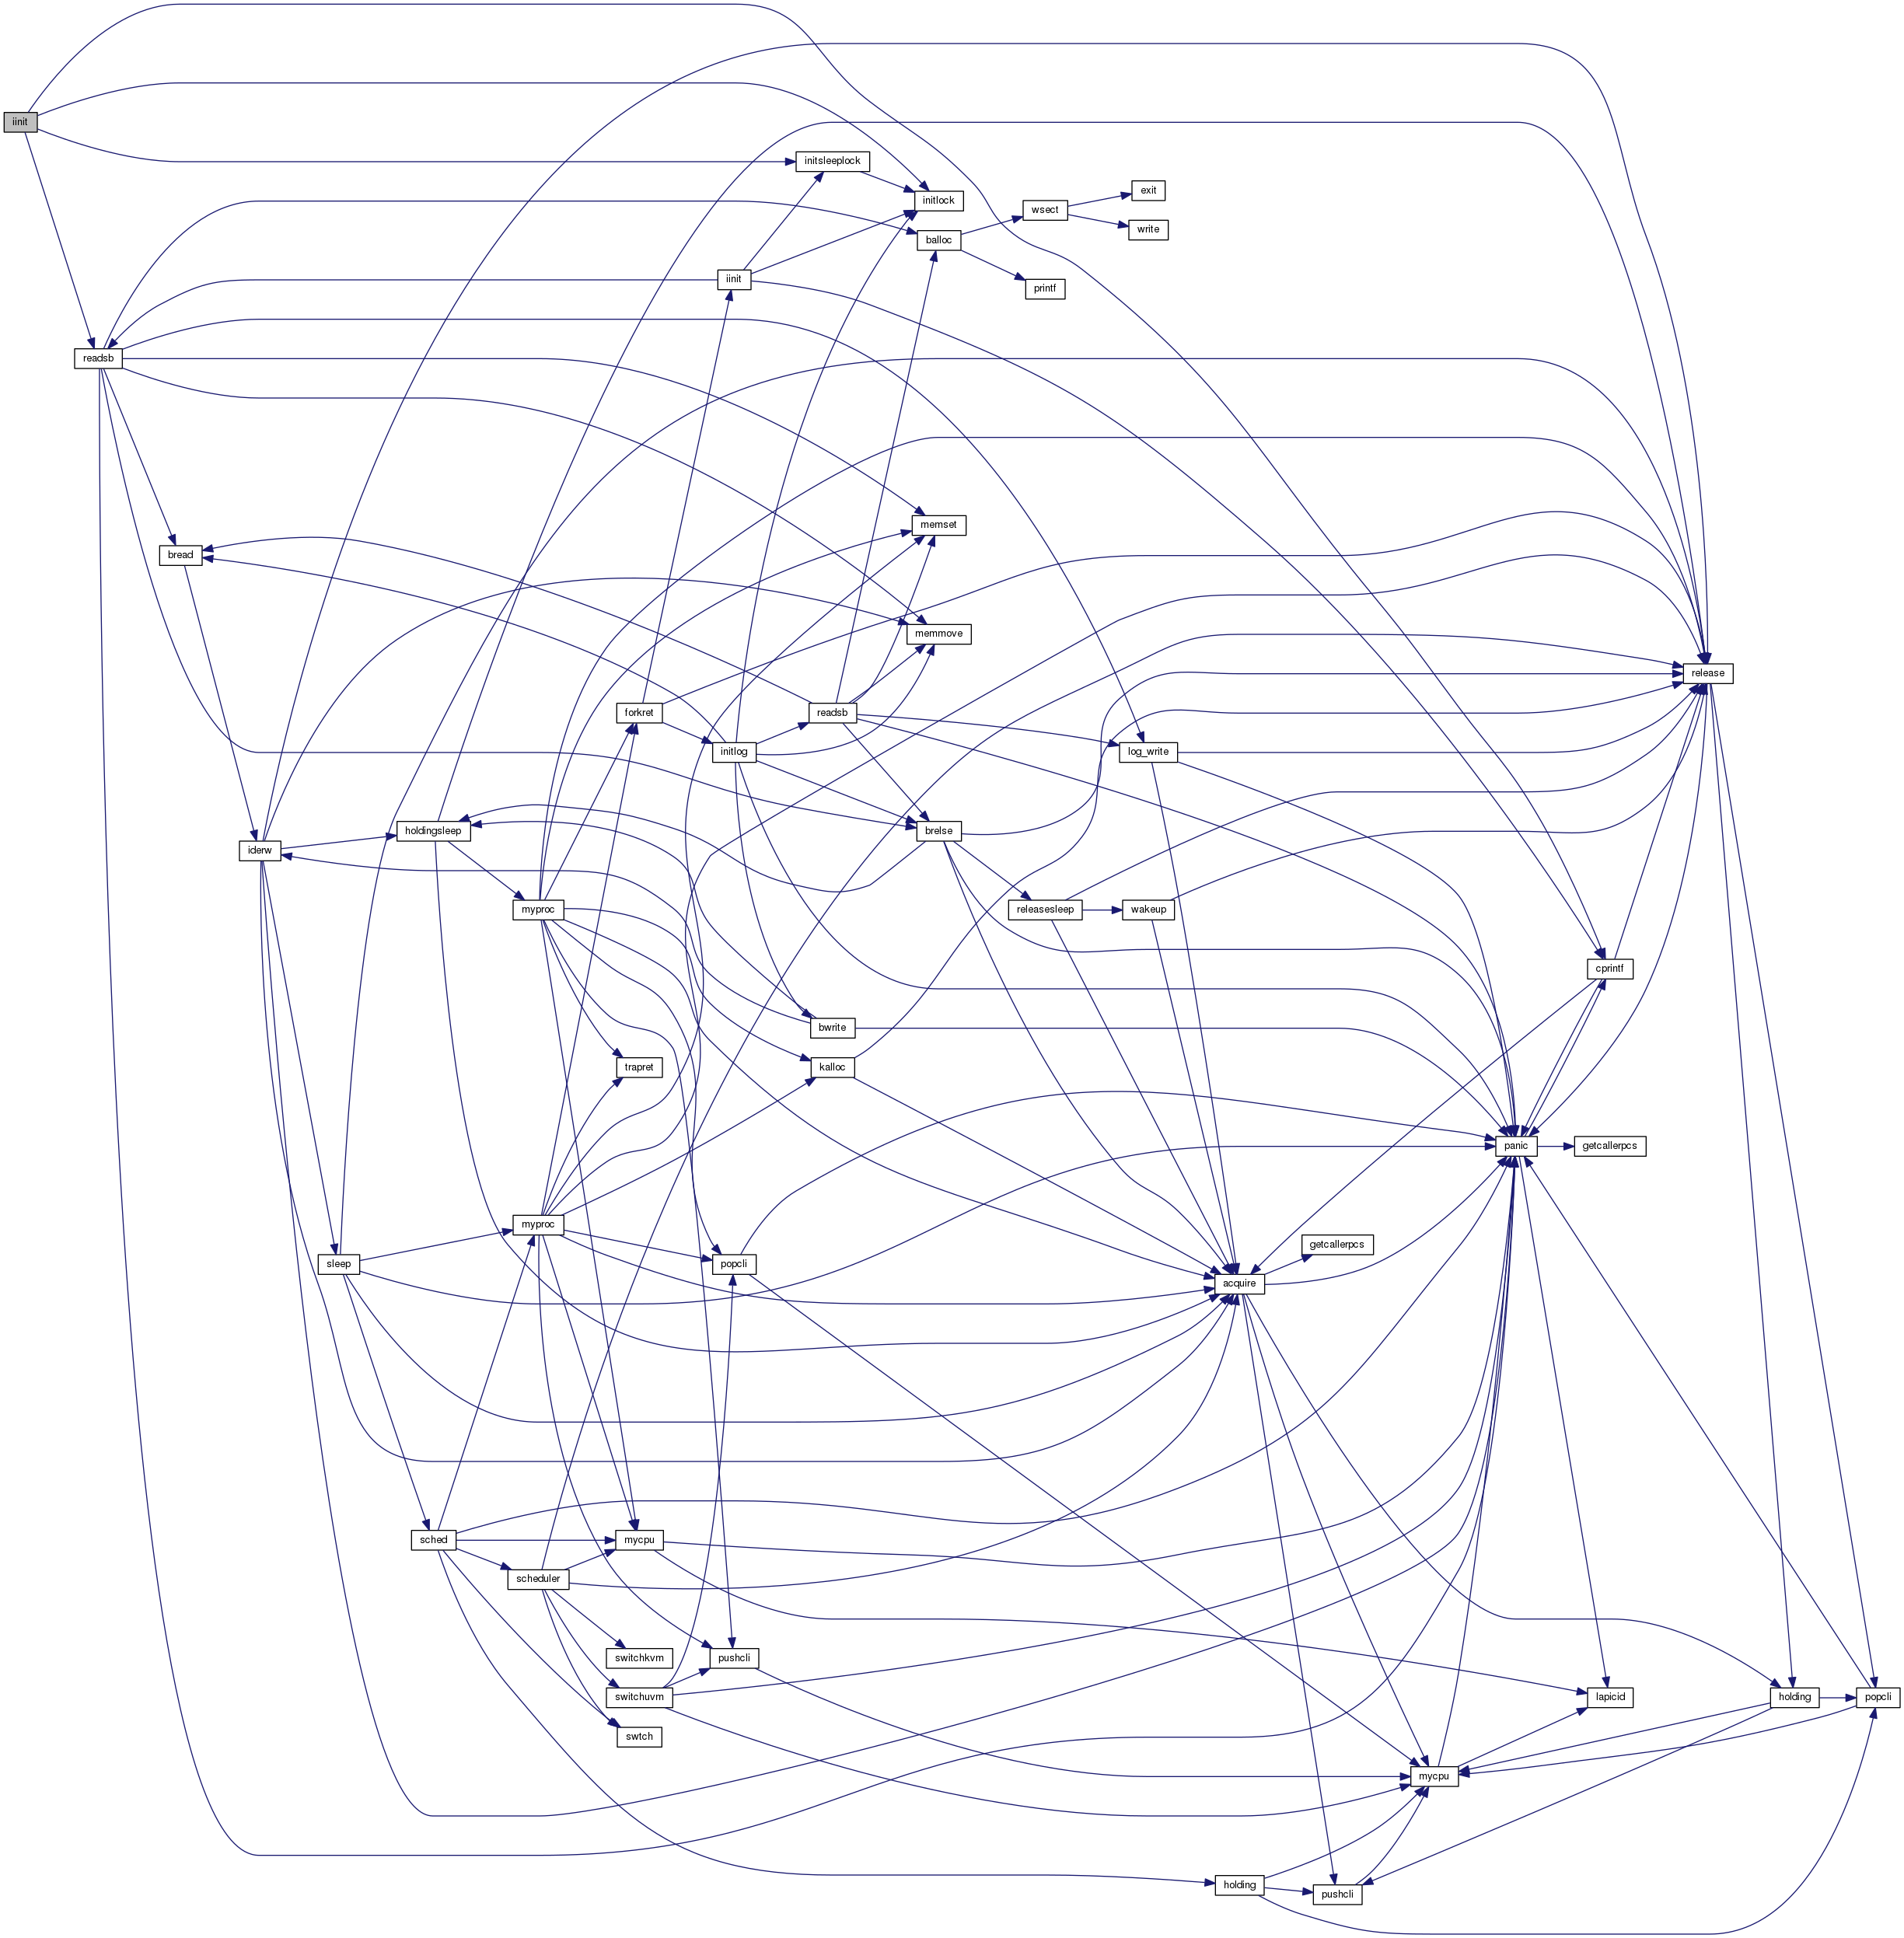 iinit
initsleeplock
exit
initlock
wsect
write
balloc
iinit
printf
readsb
memset
bread
memmove
release
forkret
readsb
initlog
log_write
holdingsleep
brelse
iderw
myproc
releasesleep
wakeup
cprintf
bwrite
trapret
kalloc
panic
getcallerpcs
myproc
getcallerpcs
sleep
popcli
acquire
sched
mycpu
scheduler
switchkvm
pushcli
switchuvm
lapicid
holding
popcli
swtch
mycpu
holding
pushcli